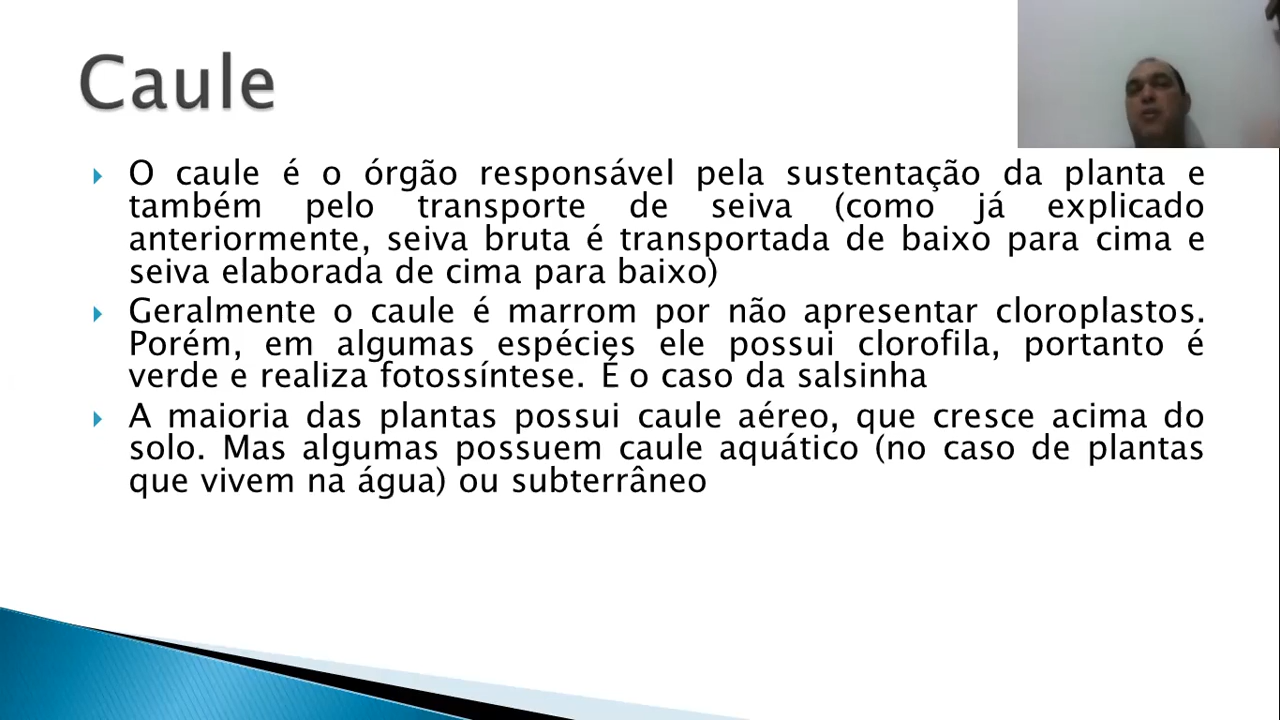 Caule
O caule é o órgão responsável pela sustentação da planta e
também pelo transporte de seiva (como já explicado
anteriormente, seiva bruta é transportada de baixo para cima e
seiva elaborada de cima para baixo)
Geralmente o caule é marrom por não apresentar cloroplastos.
Porém, em algumas espécies ele possui clorofila, portanto é
verde e realiza fotossíntese. É o caso da salsinha
A maioria das plantas possui caule aéreo, que cresce acima do
solo. Mas algumas possuem caule aquático (no caso de plantas
que vivem na água) ou subterrâneo